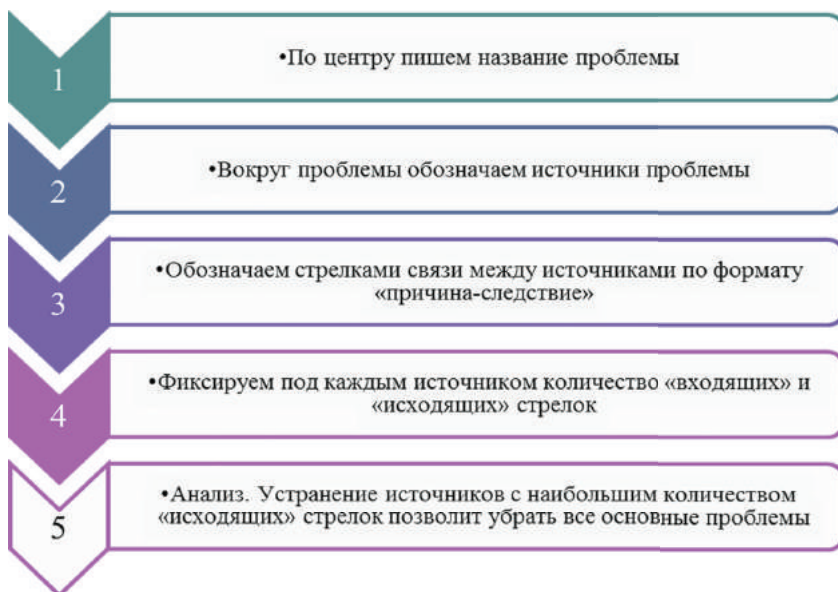 1
•По центру пишем название проблемы
2
•Вокруг проблемы обозначаем источники проблемы
3
•Обозначаем стрелками связи между источниками по формату
«причина-следствие»
4
•Фиксируем под каждым источником количество «входящих» и
«исходящих» стрелок
5
•Анализ. Устранение источников с наибольшим количеством
«исходящих» стрелок позволит убрать все основные проблемы